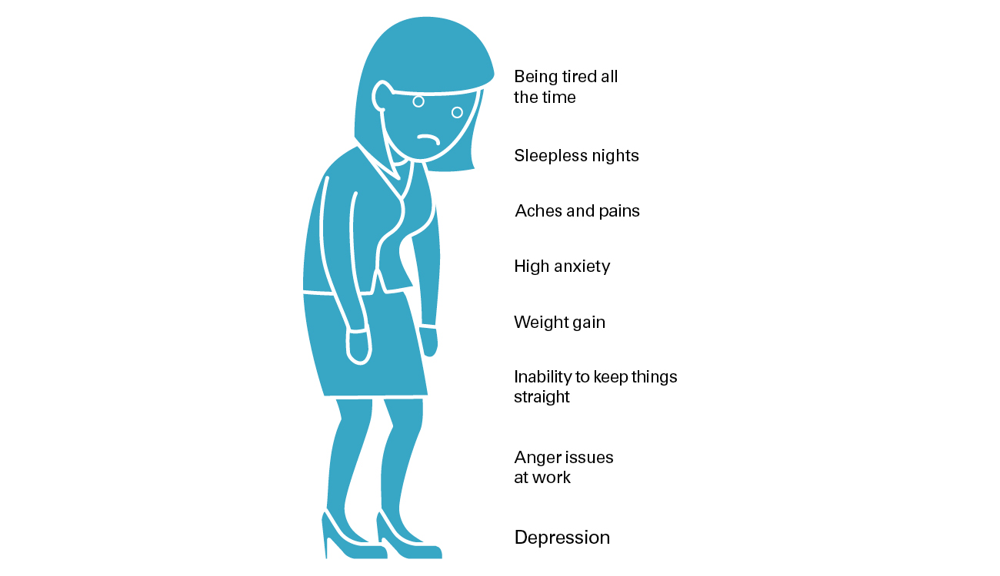 Being tired all
the time
Sleepless nights
Aches and pains
High anxiety
Weight gain
Inability to keep things
straight
Anger issues
at work
Depression